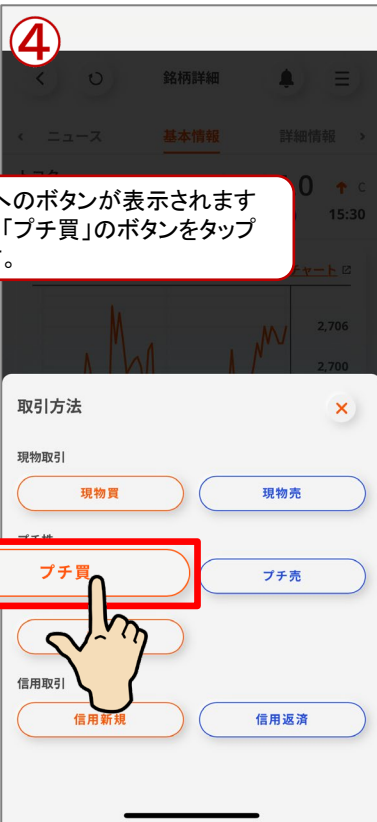 ④
銘柄詳細
ニュース 基本情報 詳細情報
へのボタンが表示されます
「プチ買」のボタンをタップ
。
15:30
チャート
2,706
2,700
取引方法
現物取引
現物買 現物売
プチ買 プチ売
信用取引
信用新規 信用返済